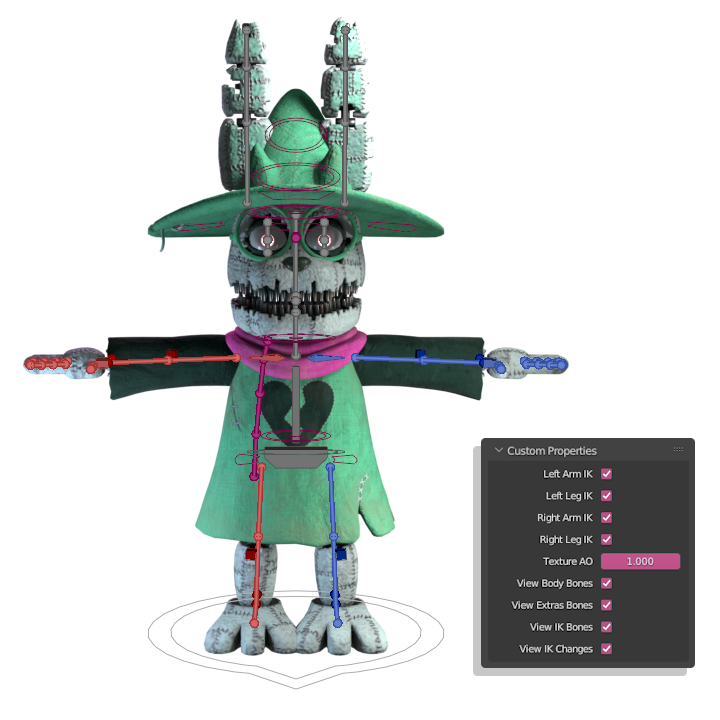 Custom Properties
Left Arm IK
Left Leg IK
Right Arm IK
Right Leg IK
Texture AO 1.000
View Body Bones
View Extras Bones
View IK Bones
View IK Changes